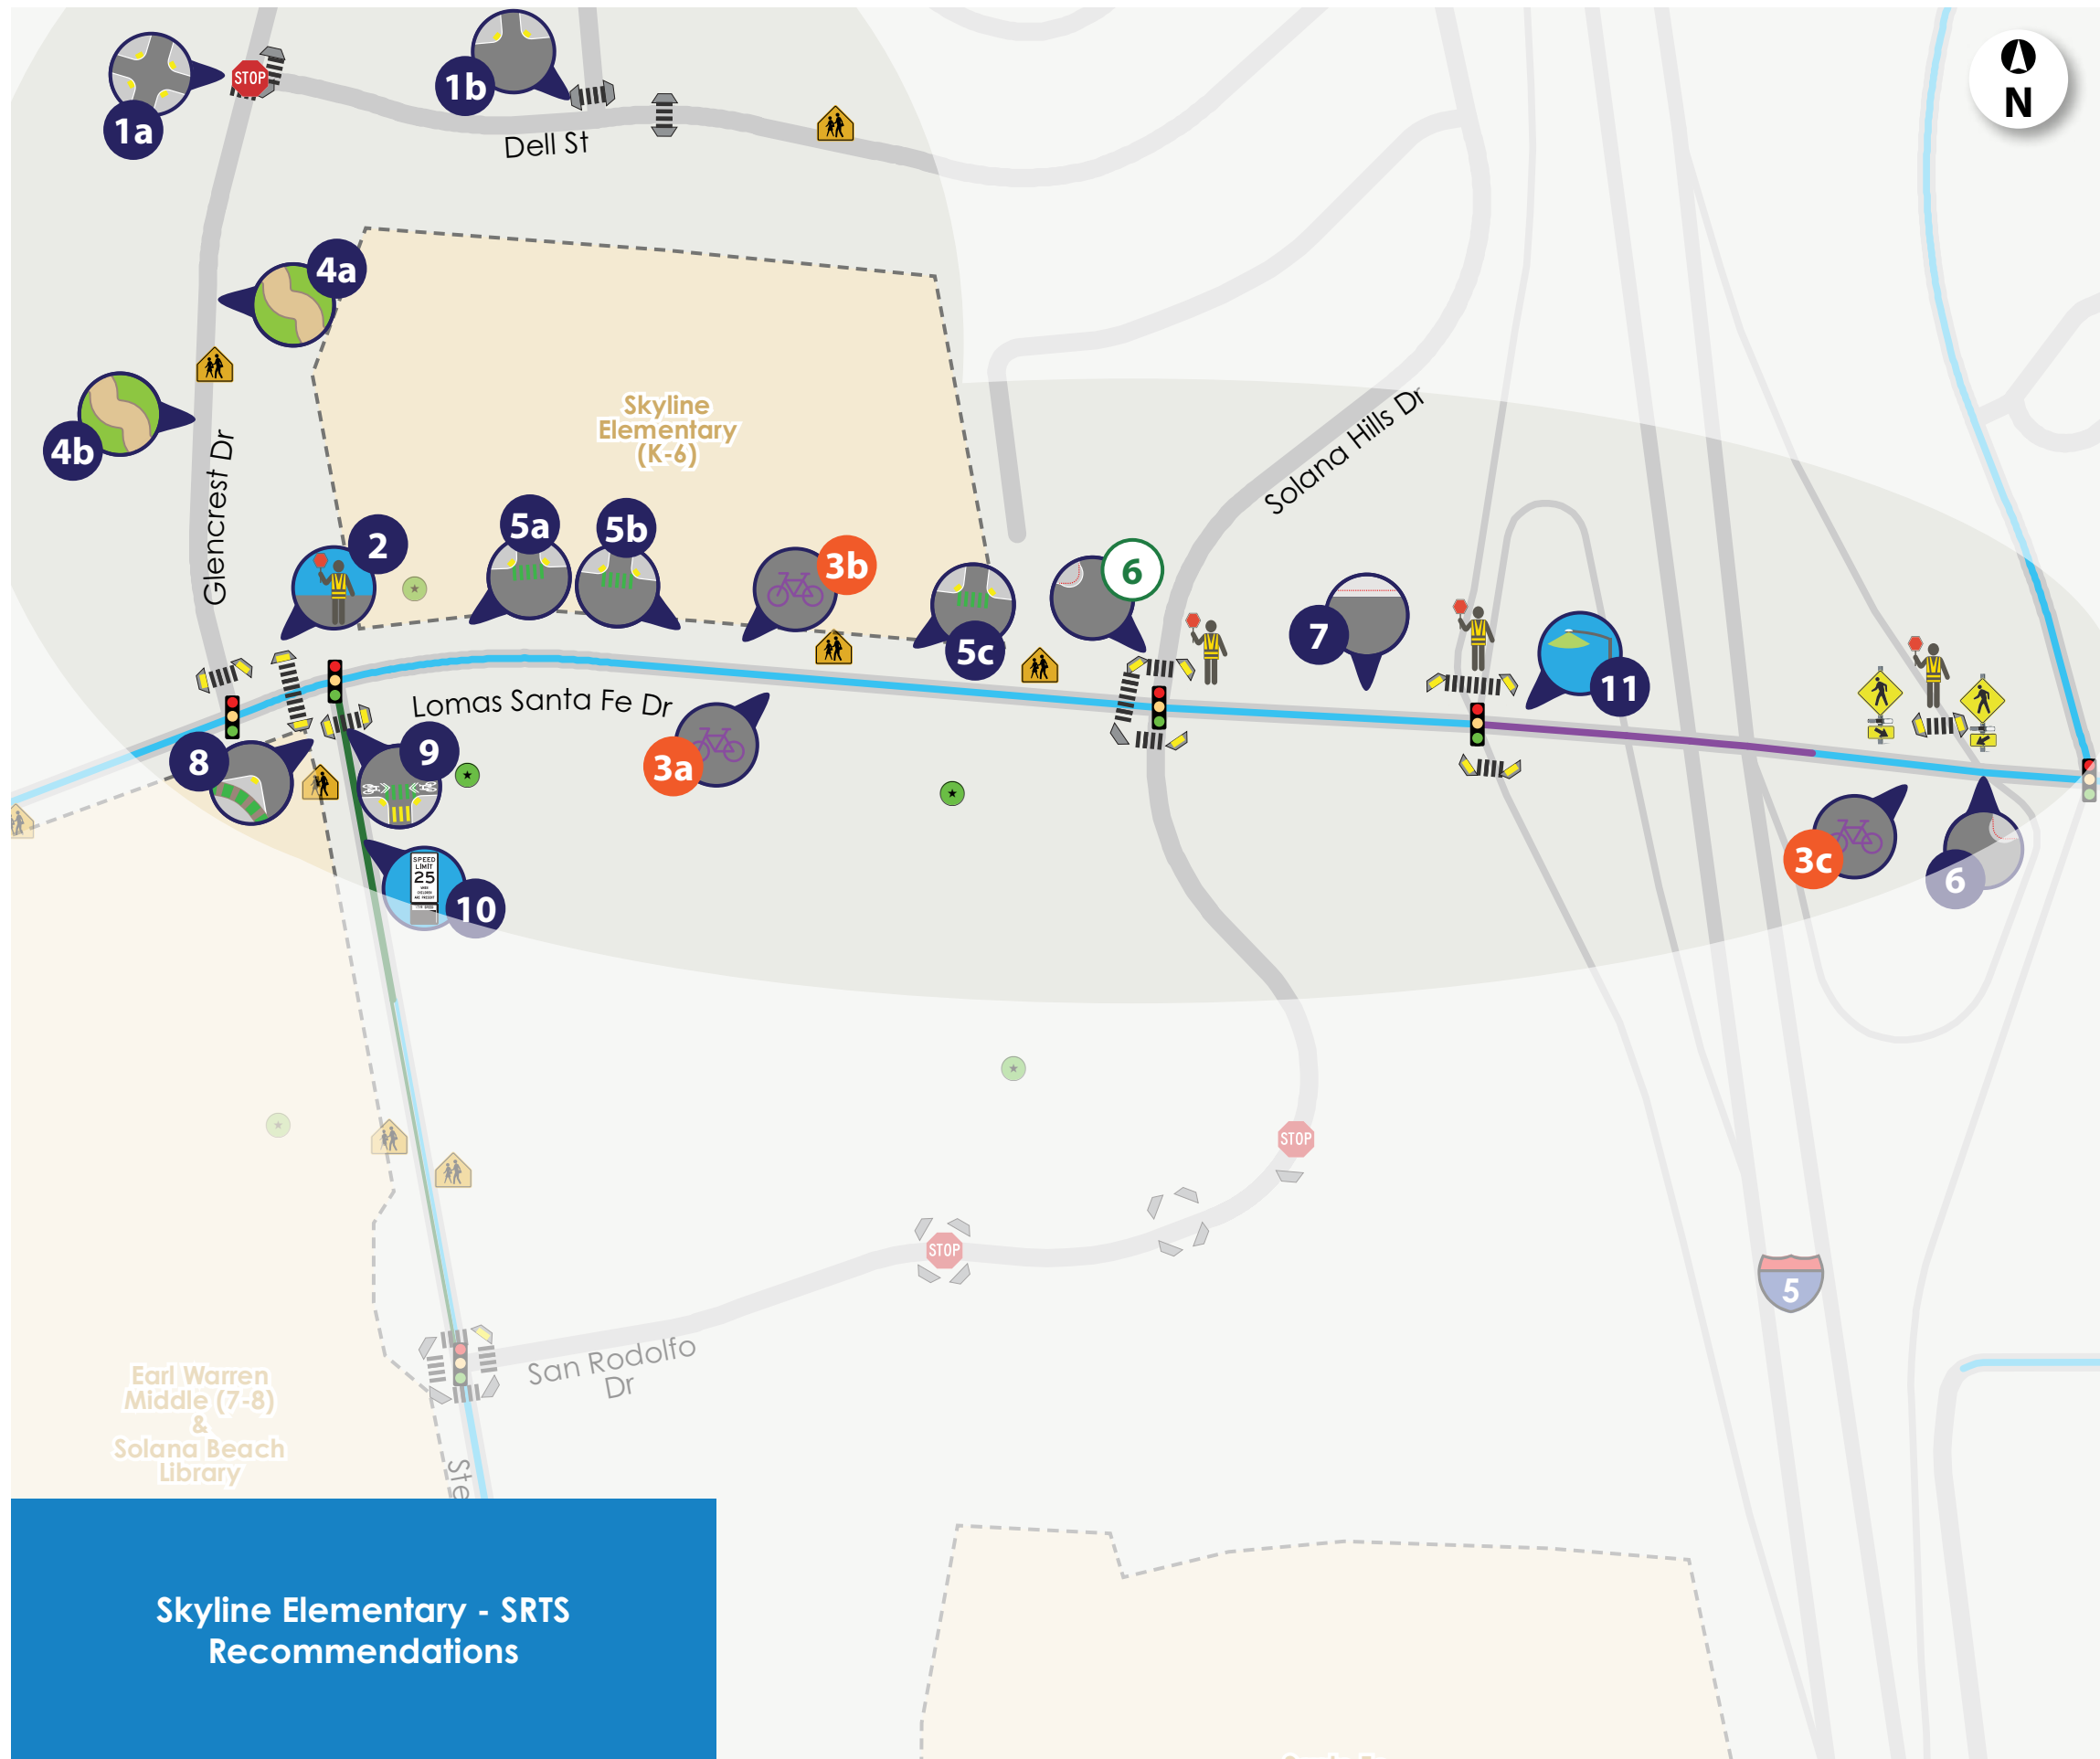 STOP
1a
1b
N
Dell St
4a
4b
Glencrest Dr
Skyline
Elementary
(K-6)
Solana Hills Dr
2
5a
5b
3b
5c
6
7
11
Lomas Santa Fe Dr
8
9
3a
3c
6
SPEED
LIMIT
25
10
STOP
STOP
5
San Rodolfo
Dr
Earl Warren
Middle (7-8)
&
Solana Beach
Library
Skyline Elementary - SRTS
Recommendations